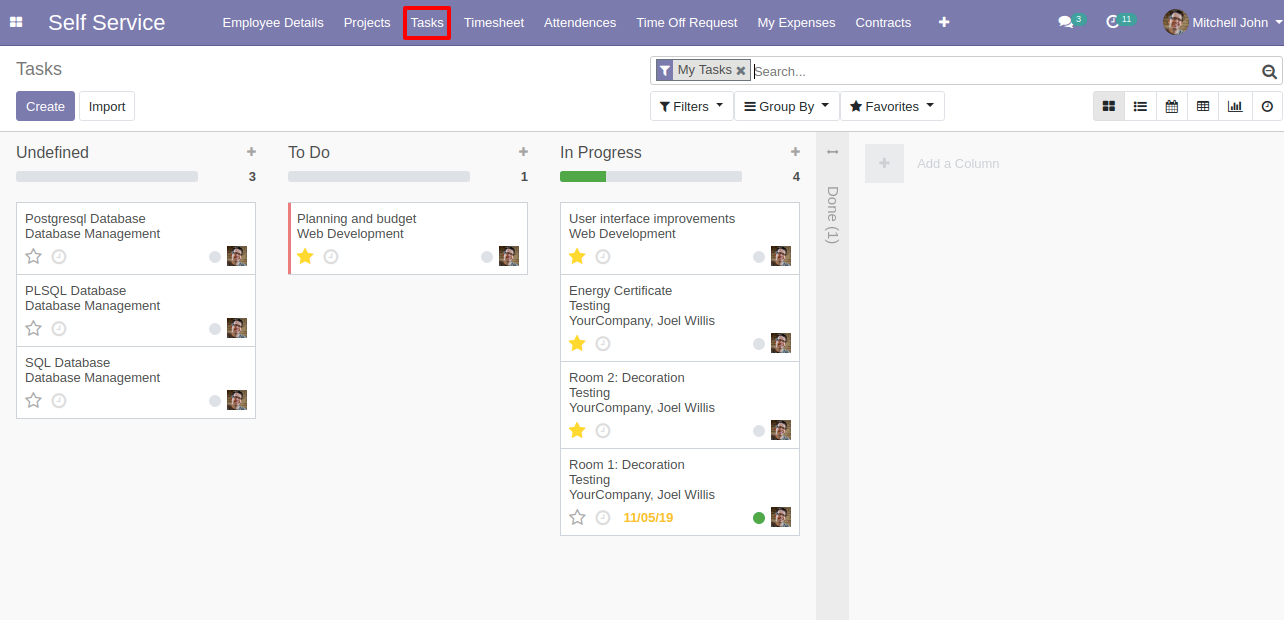 Self Service
Employee Details
Projects
Tasks
Timesheet
Attendences
Time Off Request
My Expenses
Contracts
3
11
Mitchell John
Tasks
My Tasks
Search...
Create
Import
Filters
Group By
Favorites
Undefined
3
Postgresql Database
Database Management
PLSQL Database
Database Management
SQL Database
Database Management
To Do
1
Planning and budget
Web Development
In Progress
4
User interface improvements
Web Development
Energy Certificate
Testing
YourCompany, Joel Willis
Room 2: Decoration
Testing
YourCompany, Joel Willis
Room 1: Decoration
Testing
YourCompany, Joel Willis
11/05/19
Done (1)
Add a Column